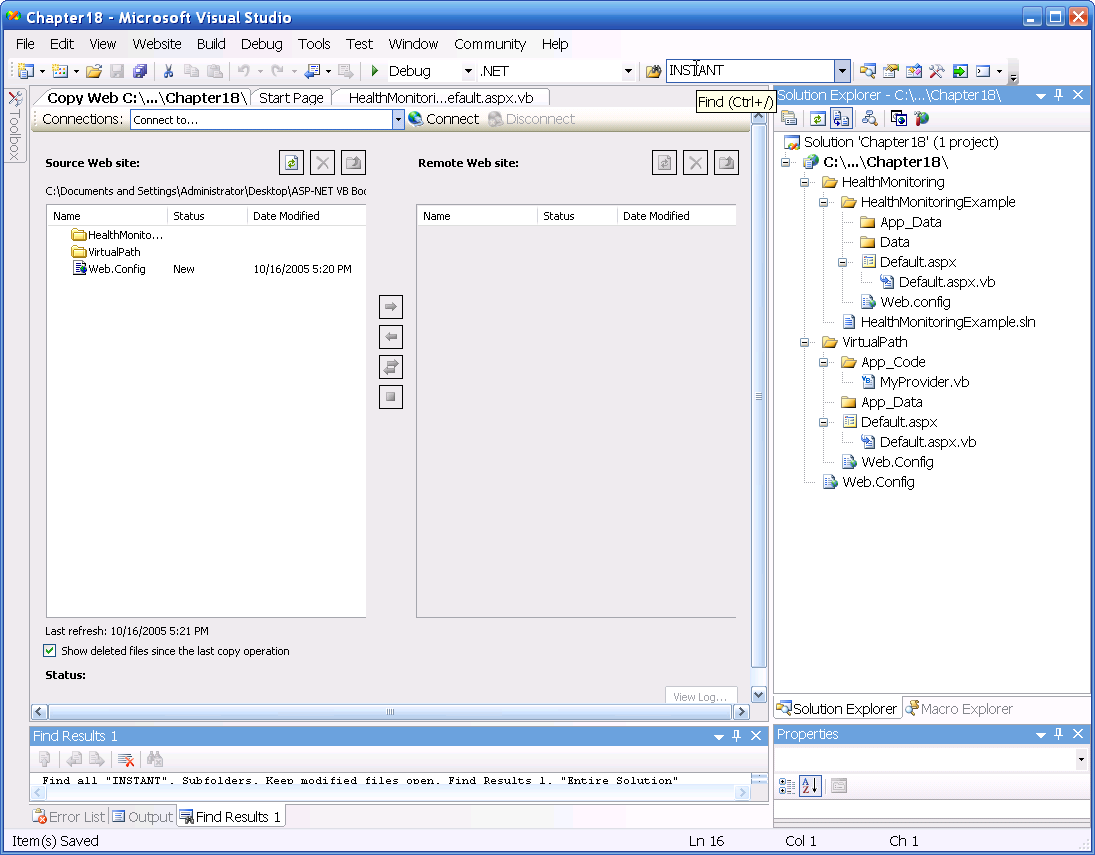 Chapter18 - Microsoft Visual Studio
File Edit View Website Build Debug Tools Test Window Community Help
Debug .NET INSTANT
Find (Ctrl+/)
Toolbox
Copy Web C:\...\Chapter18\ Start Page HealthMonitori...efault.aspx.vb
Connections: Connect to... Connect Disconnect
Source Web site: Remote Web site:
C:\Documents and Settings\Administrator\Desktop\ASP-NET VB Boo
Name Status Date Modified Name Status Date Modified
HealthMonito...
VirtualPath
Web.Config New 10/16/2005 5:20 PM
Last refresh: 10/16/2005 5:21 PM
Show deleted files since the last copy operation
Status:
View Log...
Solution Explorer - C:\...\Chapter18\
Solution 'Chapter18' (1 project)
C:\...\Chapter18\
HealthMonitoring
HealthMonitoringExample
App_Data
Data
Default.aspx
Default.aspx.vb
Web.config
HealthMonitoringExample.sln
VirtualPath
App_Code
MyProvider.vb
App_Data
Default.aspx
Default.aspx.vb
Web.Config
Web.Config
Solution Explorer Macro Explorer
Find Results 1
Find all "INSTANT", Subfolders, Keep modified files open, Find Results 1, "Entire Solution"
Error List Output Find Results 1
Properties
Item(s) Saved Ln 16 Col 1 Ch 1